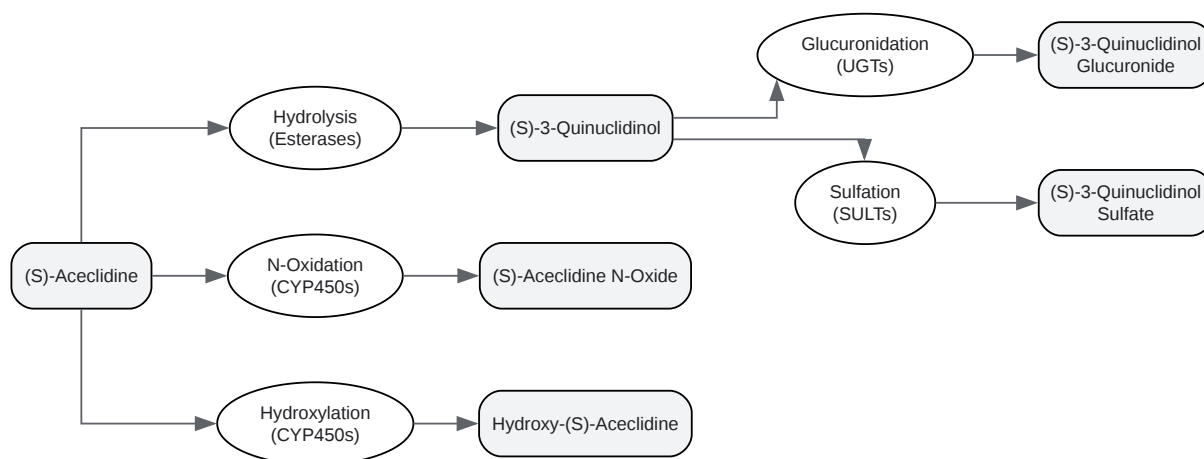 Glucuronidation
(UGTs)
(S)-3-Quinuclidinol
Glucuronide
Hydrolysis
(Esterases)
(S)-3-Quinuclidinol
Sulfation
(SULTs)
(S)-3-Quinuclidinol
Sulfate
(S)-Aceclidine
N-Oxidation
(CYP450s)
(S)-Aceclidine N-Oxide
Hydroxylation
(CYP450s)
Hydroxy-(S)-Aceclidine